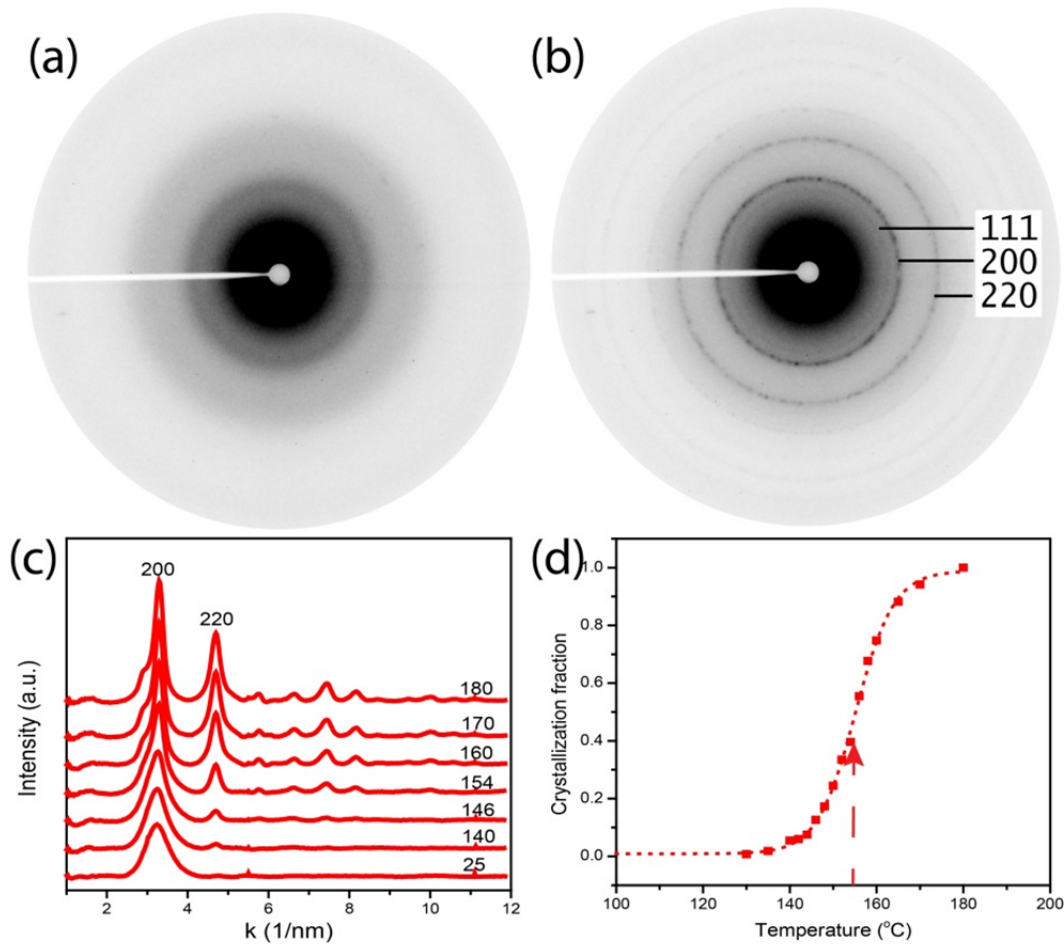 (a)
(b)
111
200
220
(c)
200
220
180
170
160
154
146
140
25
Intensity (a.u.)
2 4 6 8 10 12
k (1/nm)
(d)
1.0
0.8
0.6
0.4
0.2
0.0
Crystallization fraction
100 120 140 160 180 200
Temperature (°C)